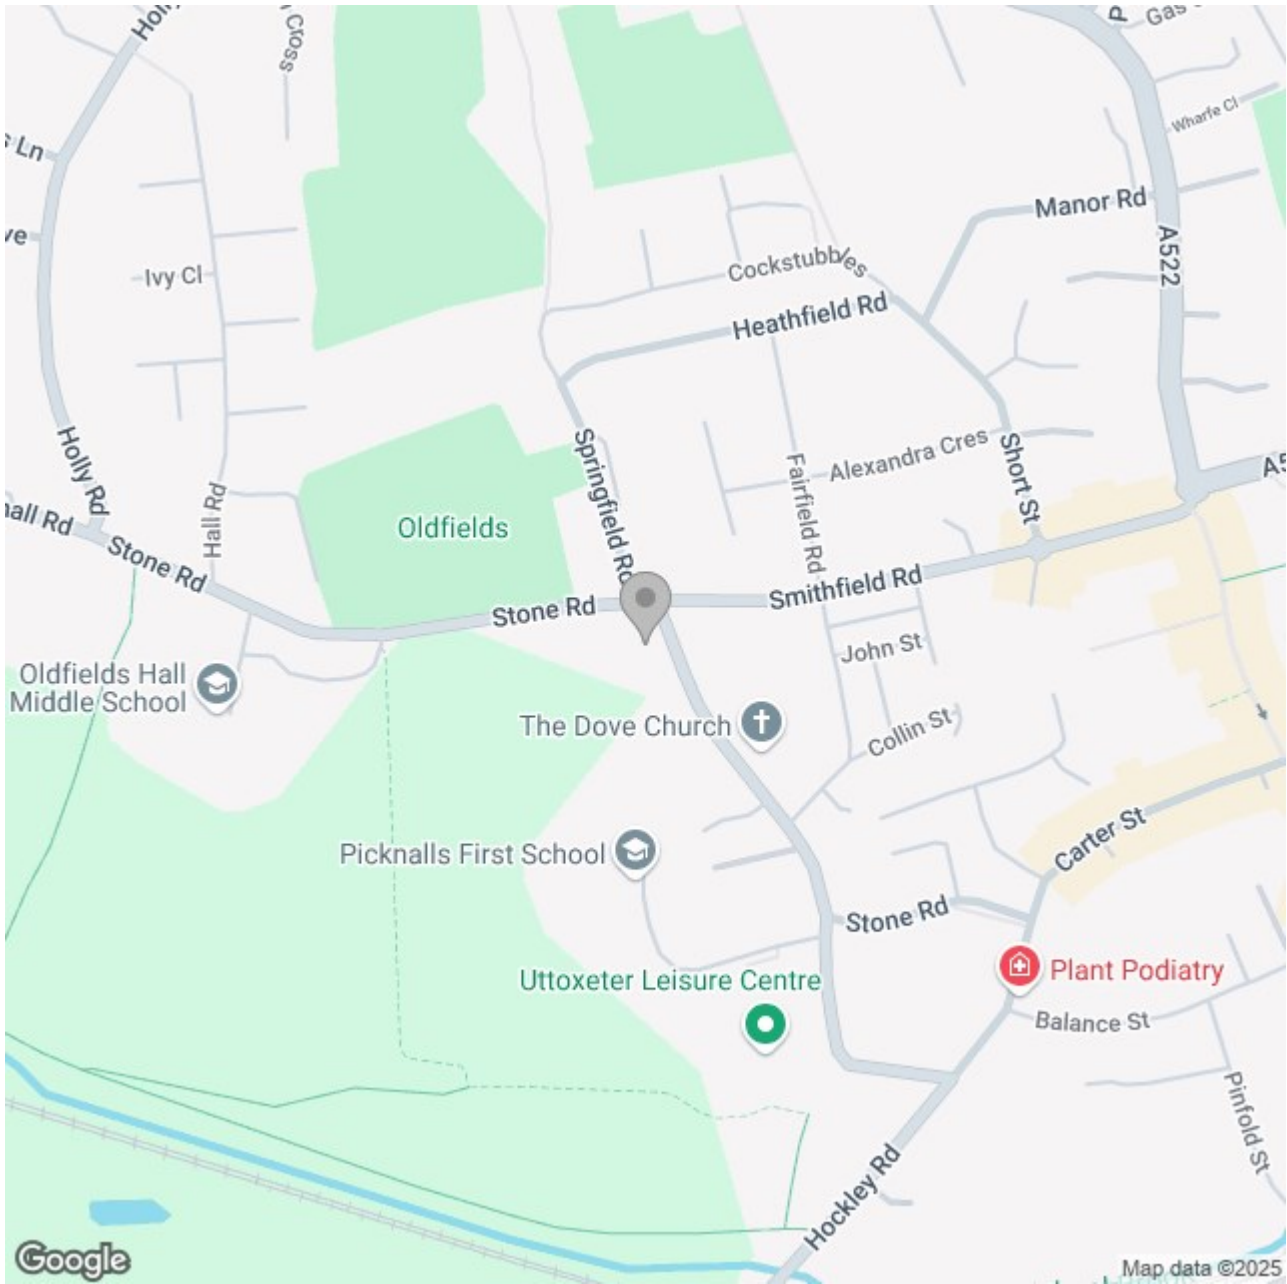 Cross
Gas
Wharfe Cl
Ln
Manor Rd
A522
Ivy Cl
Cockstubbles
Heathfield Rd
Holly Rd
Springfield Rd
Fairfield Rd
Alexandra Cres
Short St
Hall Rd
Oldfields
Stone Rd
Stone Rd
Smithfield Rd
John St
Oldfields Hall
Middle School
The Dove Church
Collin St
Carter St
Picknalls First School
Stone Rd
Plant Podiatry
Uttoxeter Leisure Centre
Balance St
Pinfold St
Hockley Rd
Google
Map data ©2025